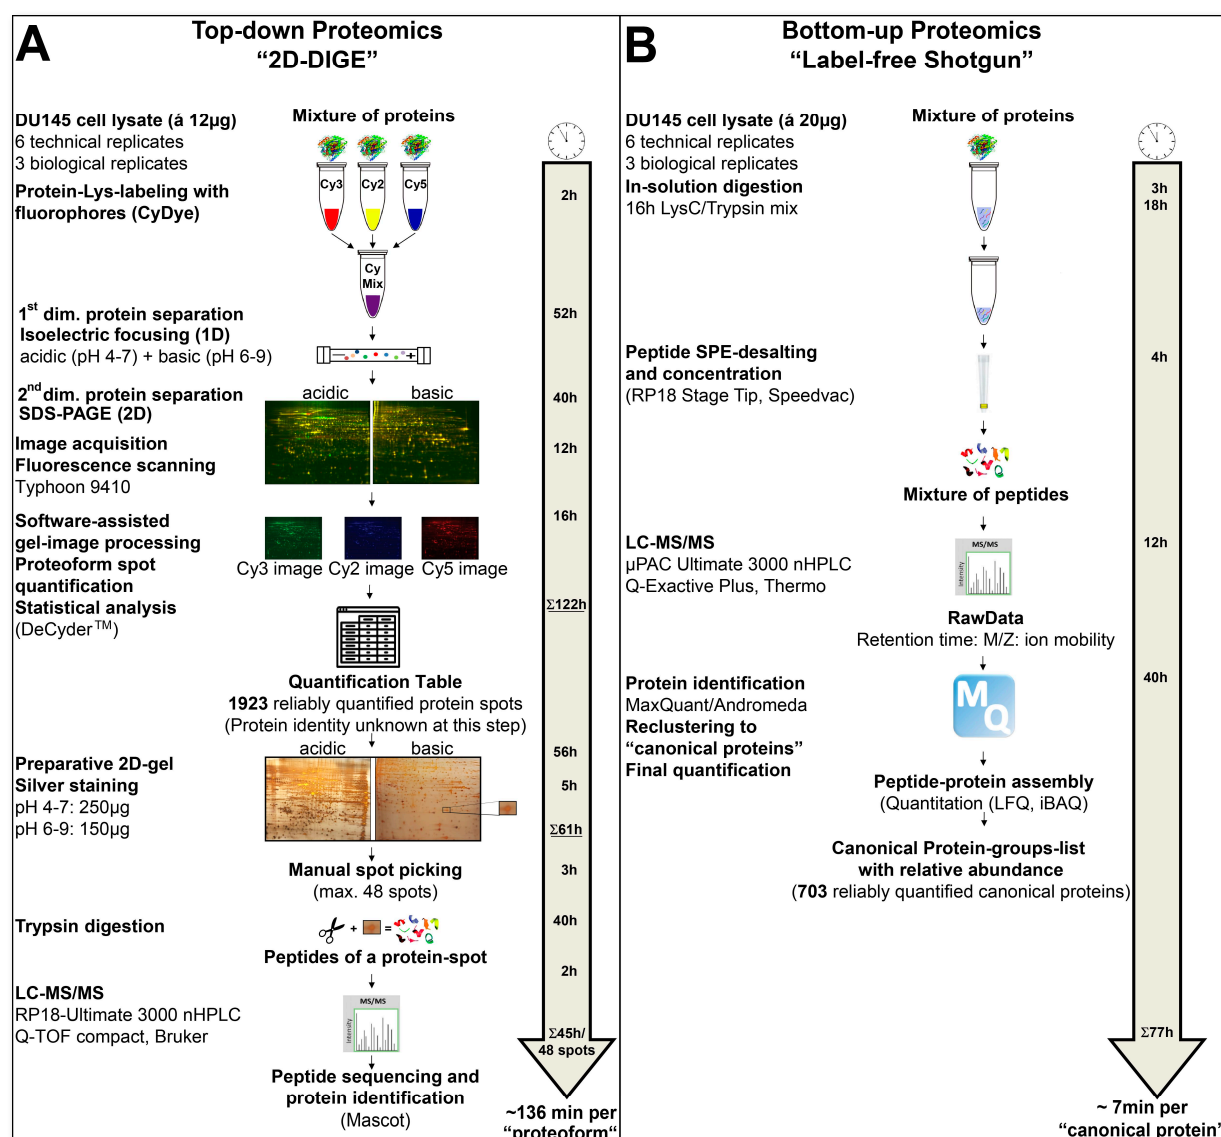 A
Top-down Proteomics
“2D-DIGE”
DU145 cell lysate (á 12µg)
6 technical replicates
3 biological replicates
Mixture of proteins
Protein-Lys-labeling with
fluorophores (CyDye)
Cy3
Cy2
Cy5
2h
Cy
Mix
1st dim. protein separation
Isoelectric focusing (1D)
acidic (pH 4-7) + basic (pH 6-9)
52h
2nd dim. protein separation
SDS-PAGE (2D)
acidic
basic
40h
Image acquisition
Fluorescence scanning
Typhoon 9410
12h
Software-assisted
gel-image processing
Proteoform spot
quantification
Statistical analysis
(DeCyder™)
16h
Cy3 image
Cy2 image
Cy5 image
Σ122h
Quantification Table
1923 reliably quantified protein spots
(Protein identity unknown at this step)
Preparative 2D-gel
Silver staining
pH 4-7: 250µg
pH 6-9: 150µg
acidic
basic
56h
5h
Σ61h
Manual spot picking
(max. 48 spots)
3h
Trypsin digestion
+
=
40h
Peptides of a protein-spot
2h
LC-MS/MS
RP18-Ultimate 3000 nHPLC
Q-TOF compact, Bruker
MS/MS
Intensity
Σ45h/
48 spots
Peptide sequencing and
protein identification
(Mascot)
~136 min per
“proteoform“
B
Bottom-up Proteomics
“Label-free Shotgun”
DU145 cell lysate (á 20µg)
6 technical replicates
3 biological replicates
Mixture of proteins
In-solution digestion
16h LysC/Trypsin mix
3h
18h
Peptide SPE-desalting
and concentration
(RP18 Stage Tip, Speedvac)
4h
Mixture of peptides
LC-MS/MS
µPAC Ultimate 3000 nHPLC
Q-Exactive Plus, Thermo
MS/MS
Intensity
12h
RawData
Retention time: M/Z: ion mobility
Protein identification
MaxQuant/Andromeda
Reclustering to
“canonical proteins”
Final quantification
M
Q
40h
Peptide-protein assembly
(Quantitation (LFQ, iBAQ)
Canonical Protein-groups-list
with relative abundance
(703 reliably quantified canonical proteins)
Σ77h
~ 7min per
“canonical protein“